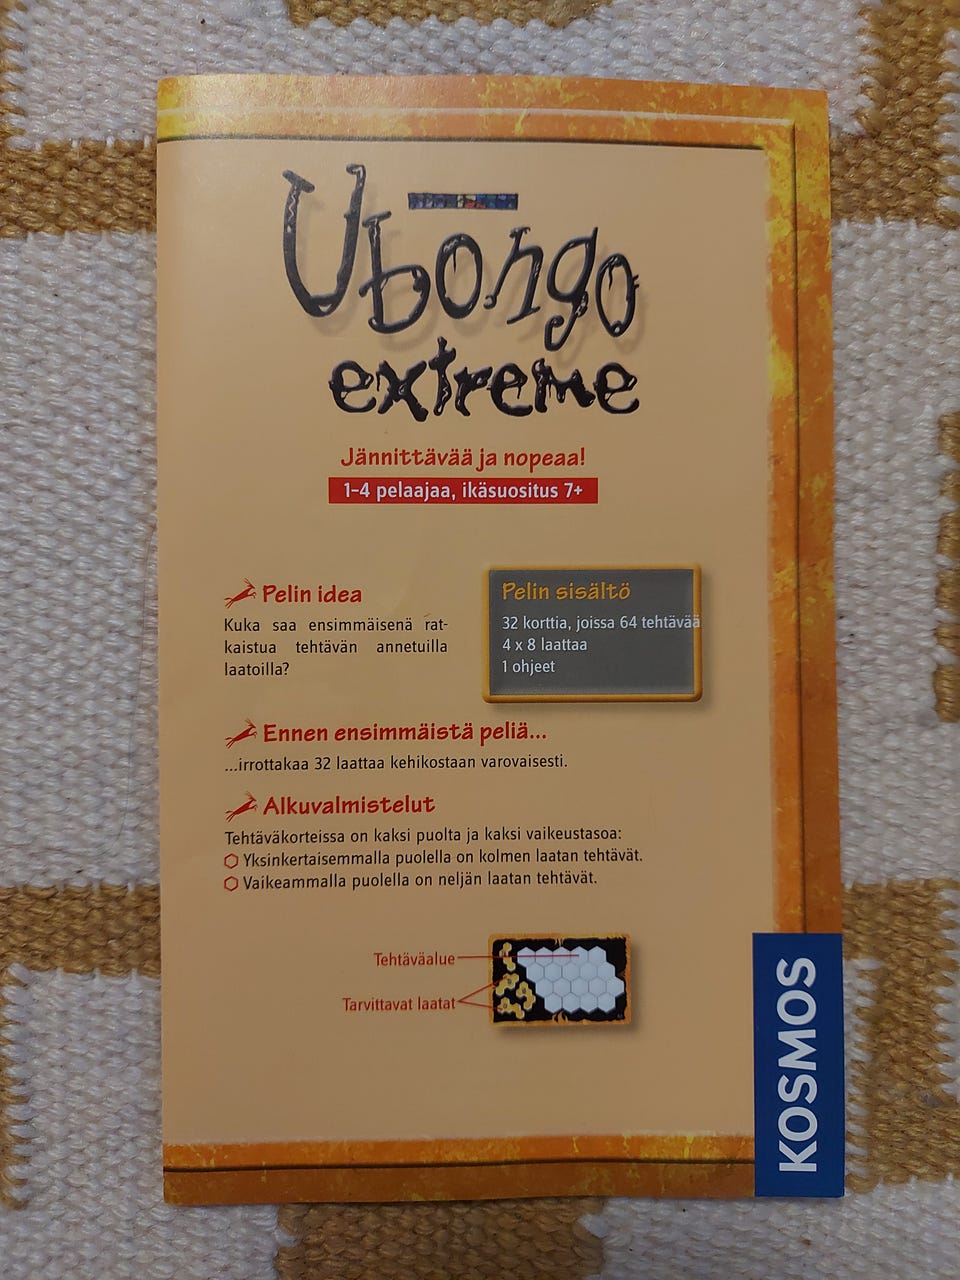 Ubongo
extreme
Jännittävää ja nopeaa!
1-4 pelaajaa, ikäsuositus 7+
Pelin idea
Kuka saa ensimmäisenä rat-
kaistua tehtävän annetuilla
laatoilla?
Pelin sisältö
32 korttia, joissa 64 tehtävää
4 x 8 laattaa
1 ohjeet
Ennen ensimmäistä peliä...
...irrottakaa 32 laattaa kehikostaan varovaisesti.
Alkuvalmistelut
Tehtäväkorteissa on kaksi puolta ja kaksi vaikeustasoa:
Yksinkertaisemmalla puolella on kolmen laatan tehtävät.
Vaikeammalla puolella on neljän laatan tehtävät.
Tehtäväalue
Tarvittavat laatat
KOSMOS